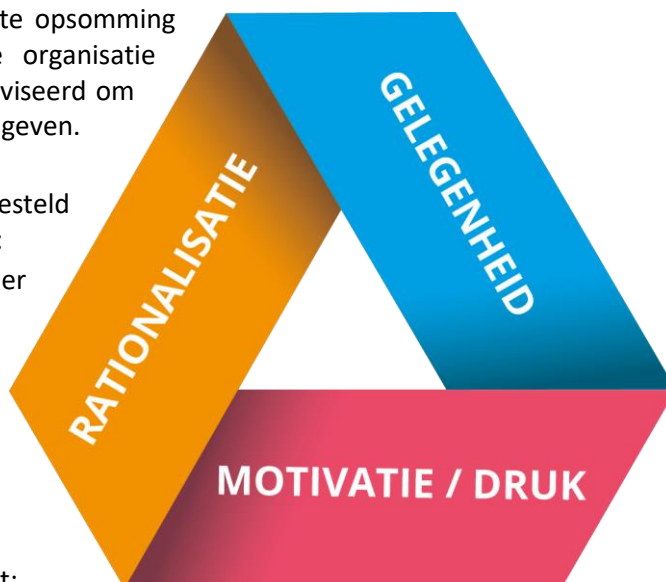 te opsomming
e organisatie
viseerd om
geven.
esteld
:
er
t:
RATIONALISATIE
GELEGENHEID
MOTIVATIE / DRUK